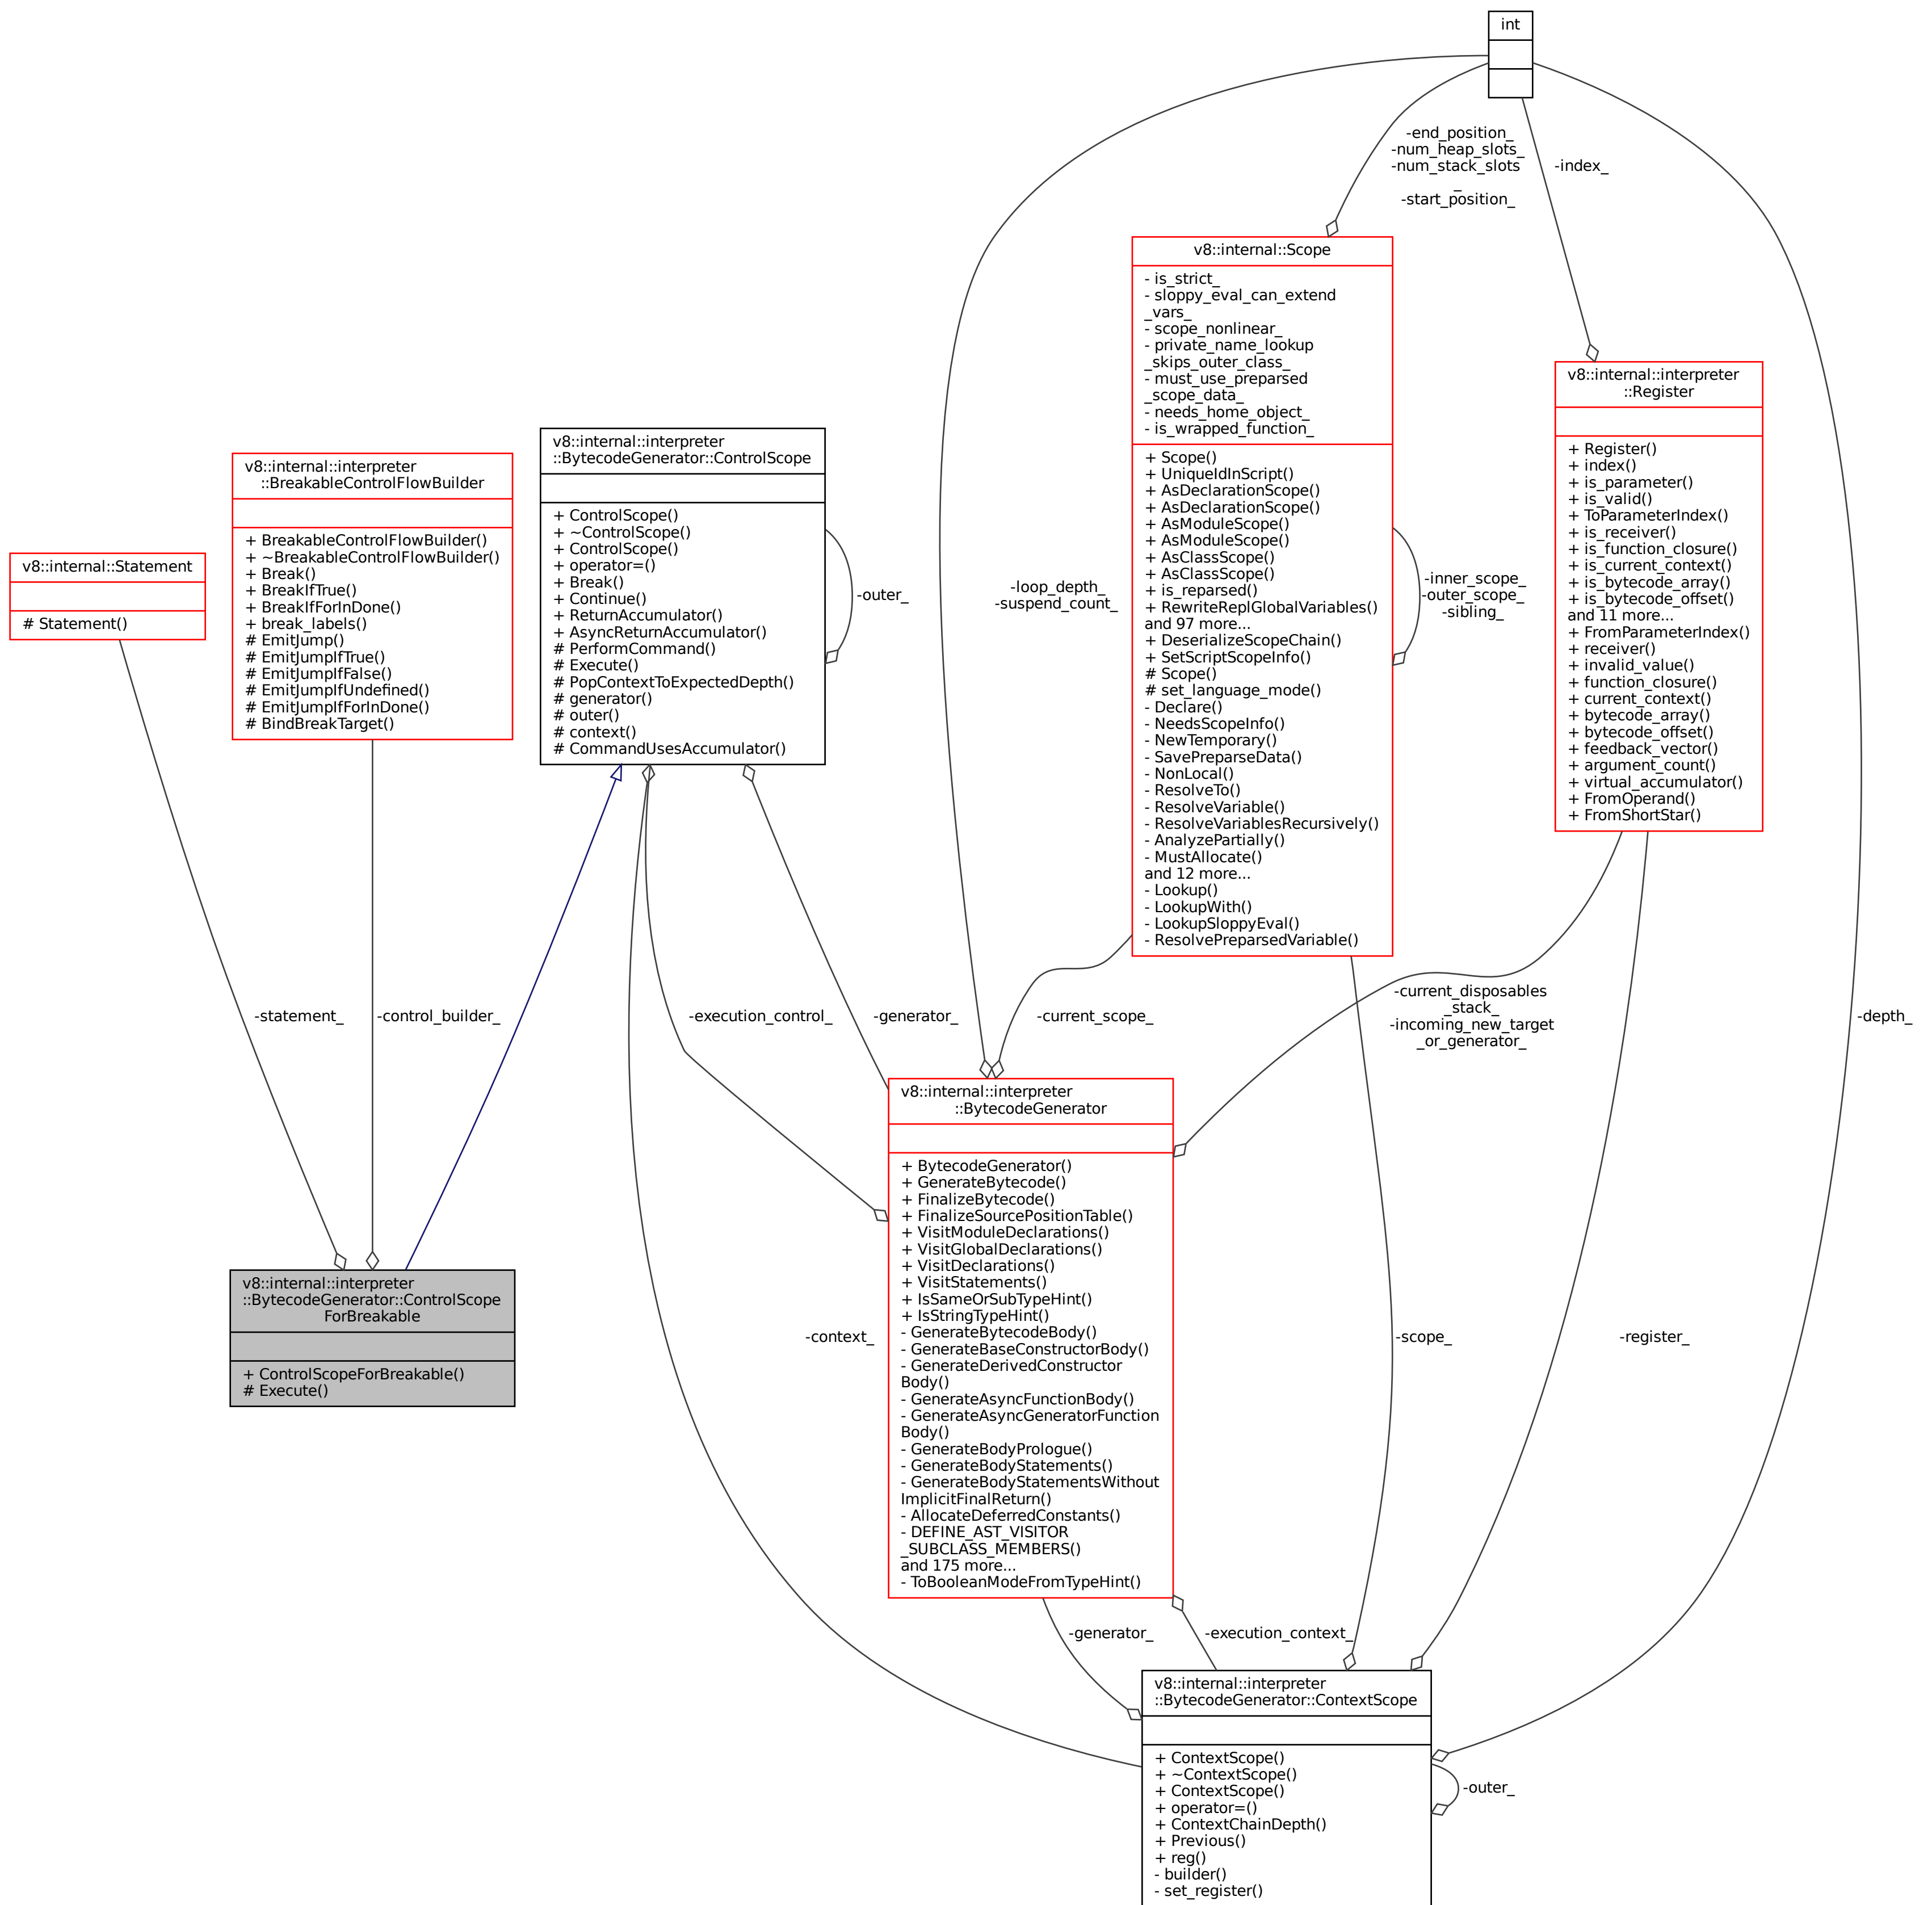 int
-end_position_
-num_heap_slots_
-num_stack_slots
_
-start_position_
-index_
v8::internal::Scope
- is_strict_
- sloppy_eval_can_extend
_vars_
- scope_nonlinear_
- private_name_lookup
_skips_outer_class_
- must_use_preparsed
_scope_data_
- needs_home_object_
- is_wrapped_function_
+ Scope()
+ UniqueIdInScript()
+ AsDeclarationScope()
+ AsDeclarationScope()
+ AsModuleScope()
+ AsModuleScope()
+ AsClassScope()
+ AsClassScope()
+ is_reparsed()
+ RewriteReplGlobalVariables()
and 97 more...
+ DeserializeScopeChain()
+ SetScriptScopeInfo()
# Scope()
# set_language_mode()
- Declare()
- NeedsScopeInfo()
- NewTemporary()
- SavePreparseData()
- NonLocal()
- ResolveTo()
- ResolveVariable()
- ResolveVariablesRecursively()
- AnalyzePartially()
- MustAllocate()
and 12 more...
- Lookup()
- LookupWith()
- LookupSloppyEval()
- ResolvePreparsedVariable()
-inner_scope_
-outer_scope_
-sibling_
v8::internal::interpreter
::Register
+ Register()
+ index()
+ is_parameter()
+ is_valid()
+ ToParameterIndex()
+ is_receiver()
+ is_function_closure()
+ is_current_context()
+ is_bytecode_array()
+ is_bytecode_offset()
and 11 more...
+ FromParameterIndex()
+ receiver()
+ invalid_value()
+ function_closure()
+ current_context()
+ bytecode_array()
+ bytecode_offset()
+ feedback_vector()
+ argument_count()
+ virtual_accumulator()
+ FromOperand()
+ FromShortStar()
v8::internal::interpreter
::BytecodeGenerator::ControlScope
+ ControlScope()
+ ~ControlScope()
+ ControlScope()
+ operator=()
+ Break()
+ Continue()
+ ReturnAccumulator()
+ AsyncReturnAccumulator()
# PerformCommand()
# Execute()
# PopContextToExpectedDepth()
# generator()
# outer()
# context()
# CommandUsesAccumulator()
-outer_
v8::internal::interpreter
::BreakableControlFlowBuilder
+ BreakableControlFlowBuilder()
+ ~BreakableControlFlowBuilder()
+ Break()
+ BreakIfTrue()
+ BreakIfForInDone()
+ break_labels()
# EmitJump()
# EmitJumpIfTrue()
# EmitJumpIfFalse()
# EmitJumpIfUndefined()
# EmitJumpIfForInDone()
# BindBreakTarget()
v8::internal::Statement
# Statement()
-loop_depth_
-suspend_count_
-statement_
-control_builder_
-execution_control_
-generator_
-current_scope_
-current_disposables
_stack_
-incoming_new_target
_or_generator_
-depth_
v8::internal::interpreter
::BytecodeGenerator
+ BytecodeGenerator()
+ GenerateBytecode()
+ FinalizeBytecode()
+ FinalizeSourcePositionTable()
+ VisitModuleDeclarations()
+ VisitGlobalDeclarations()
+ VisitDeclarations()
+ VisitStatements()
+ IsSameOrSubTypeHint()
+ IsStringTypeHint()
- GenerateBytecodeBody()
- GenerateBaseConstructorBody()
- GenerateDerivedConstructor
Body()
- GenerateAsyncFunctionBody()
- GenerateAsyncGeneratorFunction
Body()
- GenerateBodyPrologue()
- GenerateBodyStatements()
- GenerateBodyStatementsWithout
ImplicitFinalReturn()
- AllocateDeferredConstants()
- DEFINE_AST_VISITOR
_SUBCLASS_MEMBERS()
and 175 more...
- ToBooleanModeFromTypeHint()
v8::internal::interpreter
::BytecodeGenerator::ControlScope
ForBreakable
+ ControlScopeForBreakable()
# Execute()
-context_
-scope_
-register_
-generator_
-execution_context_
v8::internal::interpreter
::BytecodeGenerator::ContextScope
+ ContextScope()
+ ~ContextScope()
+ ContextScope()
+ operator=()
+ ContextChainDepth()
+ Previous()
+ reg()
- builder()
- set_register()
-outer_